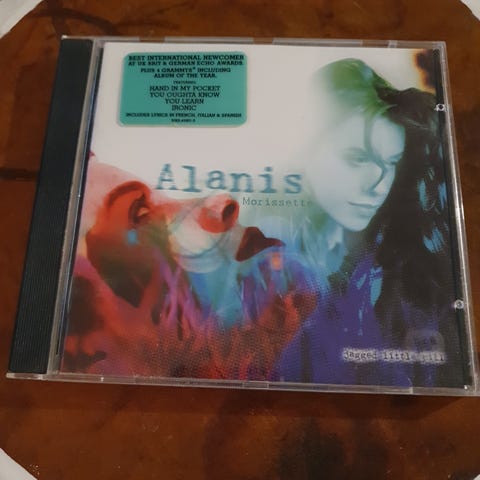 BEST INTERNATIONAL NEWCOMER
AT UK BRIT & GERMAN ECHO AWARDS.
PLUS 4 GRAMMYS® INCLUDING
ALBUM OF THE YEAR.
FEATURING
HAND IN MY POCKET
YOU OUGHTA KNOW
YOU LEARN
IRONIC
INCLUDES LYRICS IN FRENCH, ITALIAN & SPANISH
Alanis
Morissette
jagged little pill